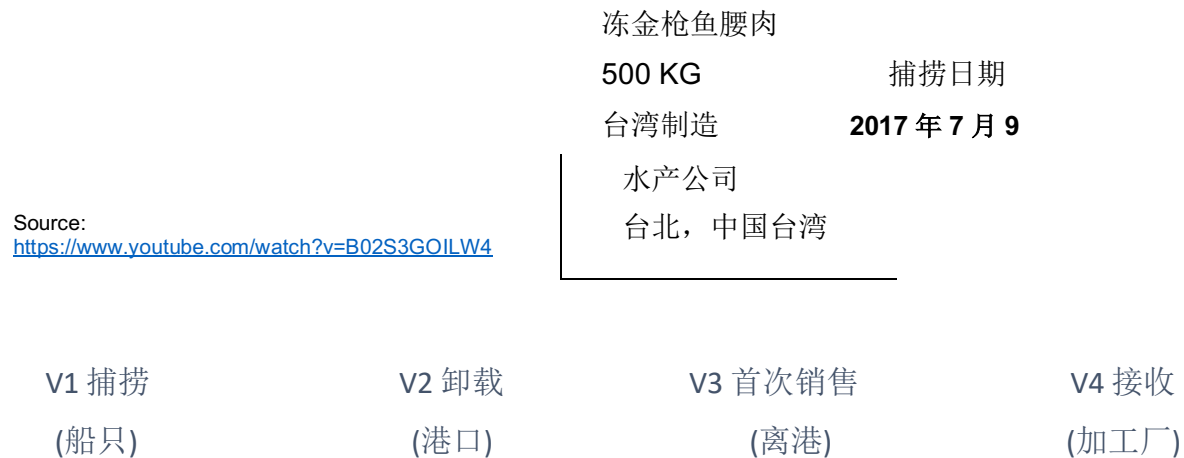 冻金枪鱼腰肉
500 KG 捕捞日期
台湾制造 2017 年 7 月 9
水产公司
台北，中国台湾
Source:
https://www.youtube.com/watch?v=B02S3GOILW4
V1 捕捞 V2 卸载 V3 首次销售 V4 接收
(船只) (港口) (离港) (加工厂)